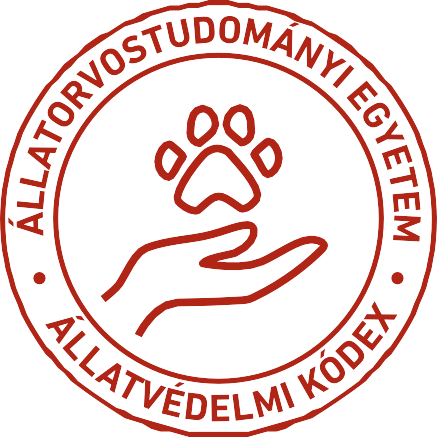 ÁLLATORVOSTUDOMÁNYI EGYETEM
ÁLLATVÉDELMI KÓDEX